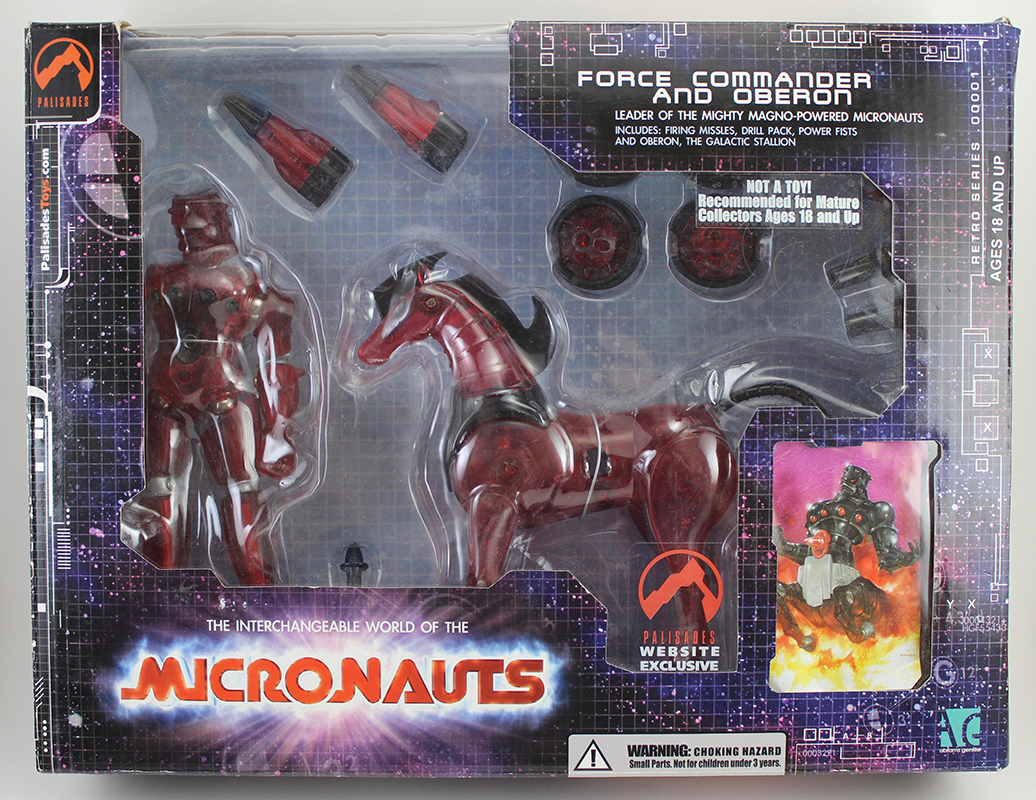 PALISADES
PalisadesToys.com
FORCE COMMANDER
AND OBERON
LEADER OF THE MIGHTY MAGNO-POWERED MICRONAUTS
INCLUDES: FIRING MISSLES, DRILL PACK, POWER FISTS
AND OBERON, THE GALACTIC STALLION
NOT A TOY!
Recommended for Mature
Collectors Ages 18 and Up
RETRO SERIES .00001
AGES 18 AND UP
X
X
THE INTERCHANGEABLE WORLD OF THE
MICRONAUTS
PALISADES
WEBSITE
EXCLUSIVE
Y X
G 12
A-B
WARNING: CHOKING HAZARD
Small Parts. Not for children under 3 years.
abrams gentile